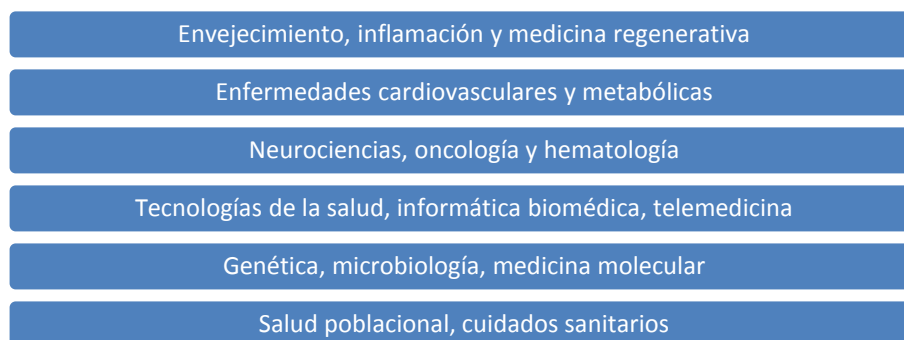 Envejecimiento, inflamación y medicina regenerativa
Enfermedades cardiovasculares y metabólicas
Neurociencias, oncología y hematología
Tecnologías de la salud, informática biomédica, telemedicina
Genética, microbiología, medicina molecular
Salud poblacional, cuidados sanitarios